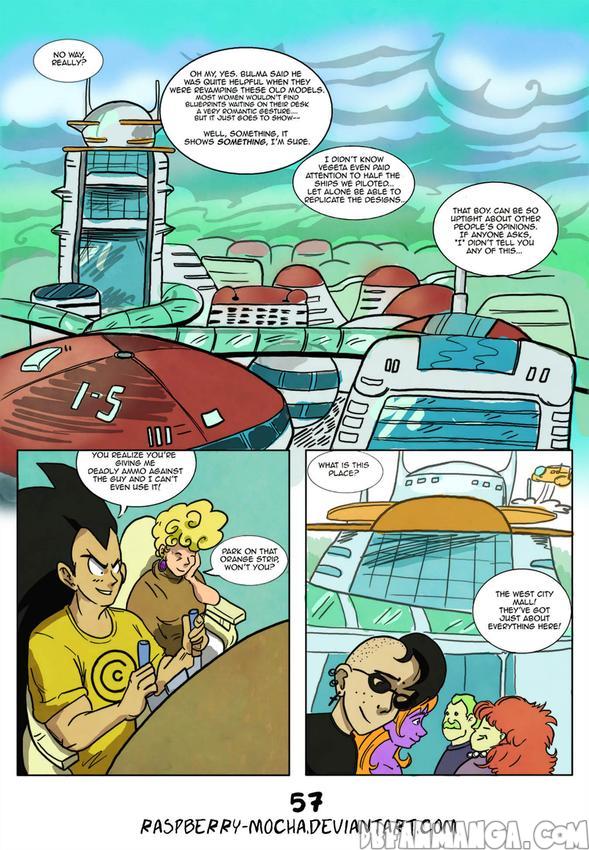 NO WAY,
REALLY?
OH MY, YES. BULMA SAID HE
WAS QUITE HELPFUL WHEN THEY
WERE REVAMPING THESE OLD MODELS.
MOST WOMEN WOULDN'T FIND
BLUEPRINTS WAITING ON THEIR DESK
A VERY ROMANTIC GESTURE....
BUT IT JUST GOES TO SHOW--
WELL, SOMETHING, IT
SHOWS SOMETHING, I'M SURE.
I DIDN'T KNOW
VEGETA EVEN PAID
ATTENTION TO HALF THE
SHIPS WE PILOTED...
LET ALONE BE ABLE TO
REPLICATE THE DESIGNS...
THAT BOY. CAN BE SO
UPTIGHT ABOUT OTHER
PEOPLE'S OPINIONS.
IF ANYONE ASKS,
"I" DIDN'T TELL YOU
ANY OF THIS...
1-5
YOU REALIZE YOU'RE
GIVING ME
DEADLY AMMO AGAINST
THE GUY AND I CAN'T
EVEN USE IT!
PARK ON THAT
ORANGE STRIP,
WON'T YOU?
WHAT IS THIS
PLACE?
THE WEST CITY
MALL!
THEY'VE GOT
JUST ABOUT
EVERYTHING HERE!
57
RASPBERRY-MOCHA.DEVIANTART.COM
DBFANMANGA.COM